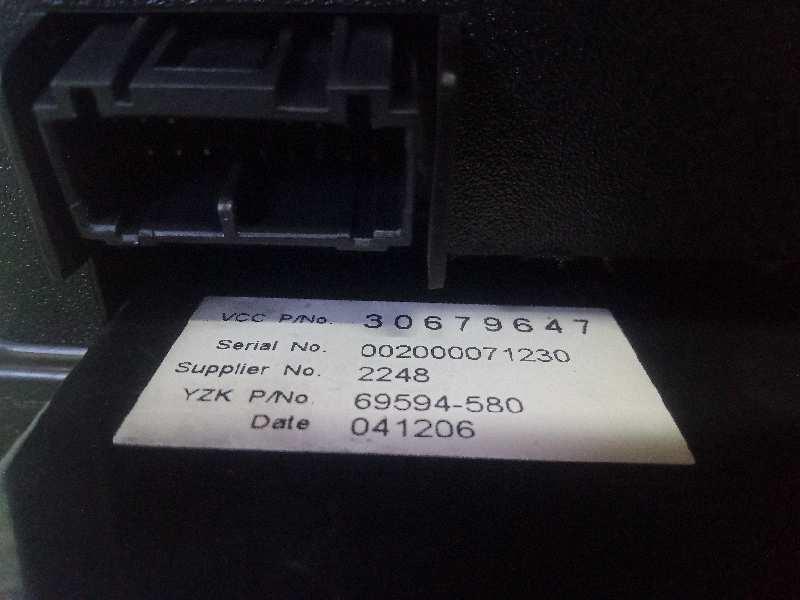 VCC P/No. 30679647
Serial No. 002000071230
Supplier No. 2248
YZK P/No. 69594-580
Date 041206